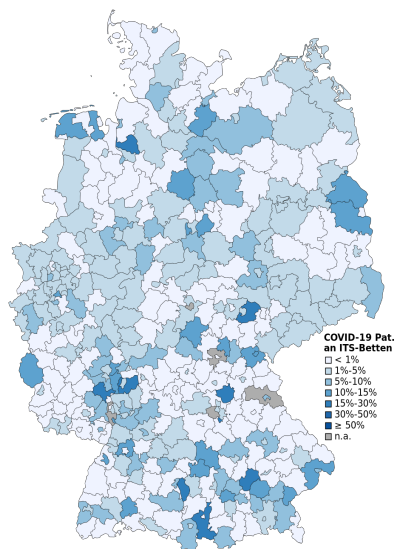 COVID-19 Pat.
an ITS-Betten
< 1%
1%-5%
5%-10%
10%-15%
15%-30%
30%-50%
≥ 50%
n.a.